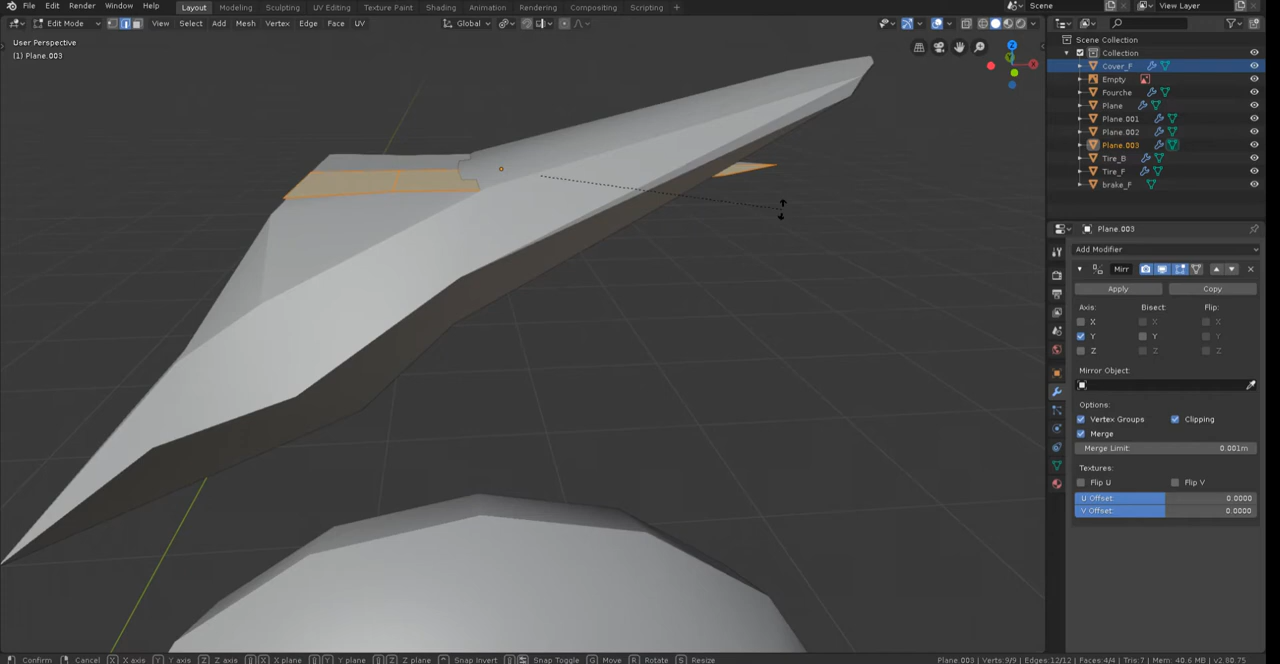 File Edit Render Window Help Layout Modeling Sculpting UV Editing Texture Paint Shading Animation Rendering Compositing Scripting + Scene View Layer
Edit Mode View Select Add Mesh Vertex Edge Face UV Global
User Perspective
(1) Plane.003
Z
Scene Collection
Collection
Cover_F
Empty
Fourche
Plane
Plane.001
Plane.002
Plane.003
Tire_B
Tire_F
brake_F
Plane.003
Add Modifier
Mirr
Apply Copy
Axis: Bisect: Flip:
X X X
Y Y Y
Z Z Z
Mirror Object:
Options:
Vertex Groups Clipping
Merge
Merge Limit: 0.001m
Textures:
Flip U Flip V
U Offset: 0.0000
V Offset: 0.0000
Confirm Cancel X X axis Y Y axis Z Z axis X X plane Y Y plane Z Z plane Snap Invert Snap Toggle G Move R Rotate S Resize Plane.003 | Verts:9/9 | Edges:12/12 | Faces:4/4 | Tris:7 | Mem: 40.6 MB | v2.80.75